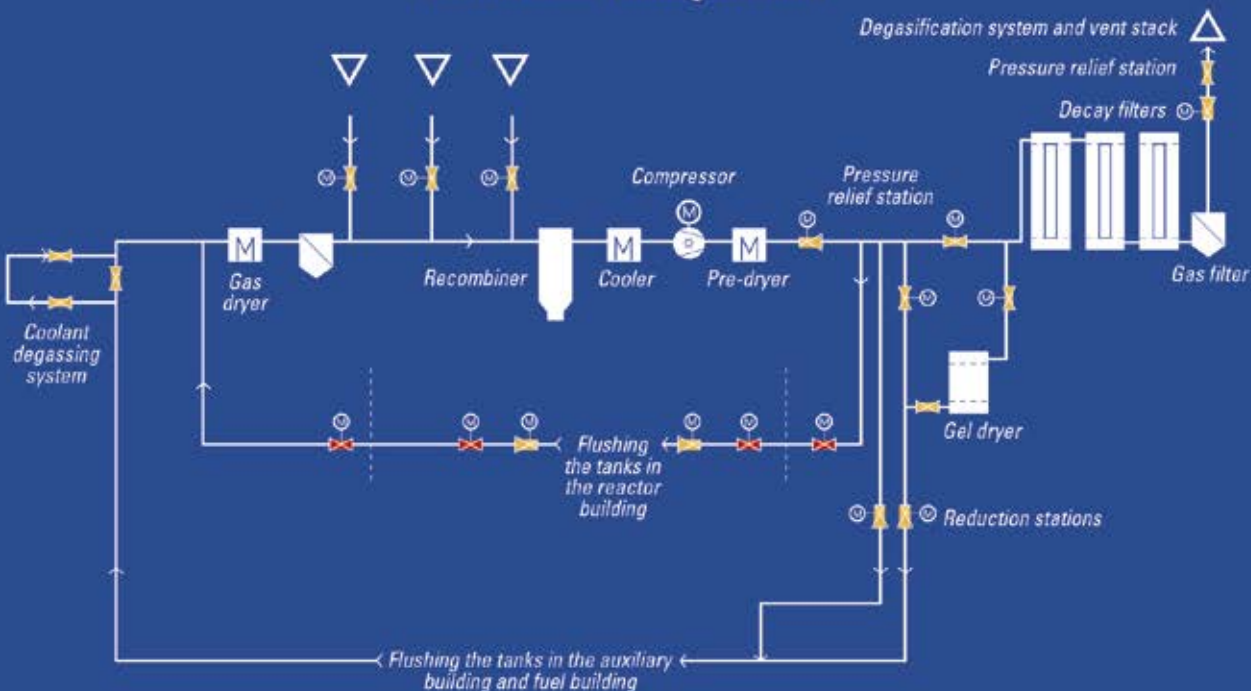 Degasification system and vent stack
Pressure relief station
Decay filters
M
M
M
M
Compressor
M
Pressure
relief station
M
M
M
Gas
dryer
Recombiner
M
Cooler
M
Pre-dryer
Gas filter
M
M
Coolant
degassing
system
M
M
M
M
M
M
Gel dryer
Flushing
the tanks in
the reactor
building
M
M
Reduction stations
Flushing the tanks in the auxiliary
building and fuel building